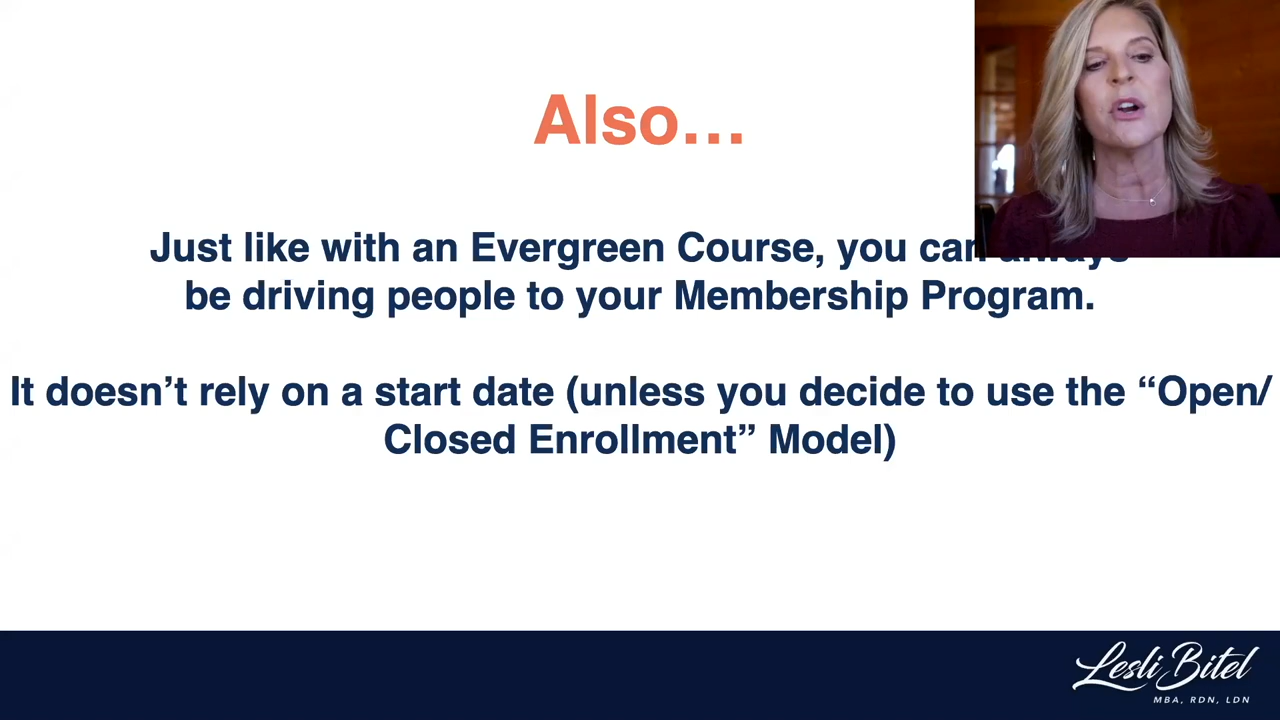 Also…
Just like with an Evergreen Course, you can always
be driving people to your Membership Program.
It doesn’t rely on a start date (unless you decide to use the “Open/
Closed Enrollment” Model)
Lesli Bitel
MBA, RDN, LDN